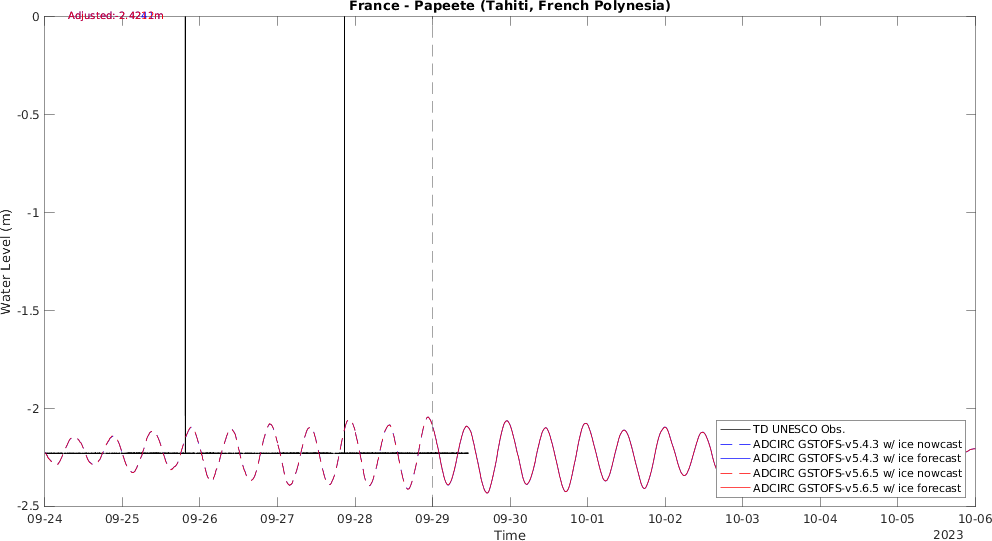 France - Papeete (Tahiti, French Polynesia)
0
-0.5
-1
-1.5
-2
-2.5
Water Level (m)
09-24
09-25
09-26
09-27
09-28
09-29
09-30
10-01
10-02
10-03
10-04
10-05
10-06
Time
2023
Adjusted:
TD UNESCO Obs.
ADCIRC GSTOFS-v5.4.3 w/ ice nowcast
ADCIRC GSTOFS-v5.4.3 w/ ice forecast
ADCIRC GSTOFS-v5.6.5 w/ ice nowcast
ADCIRC GSTOFS-v5.6.5 w/ ice forecast